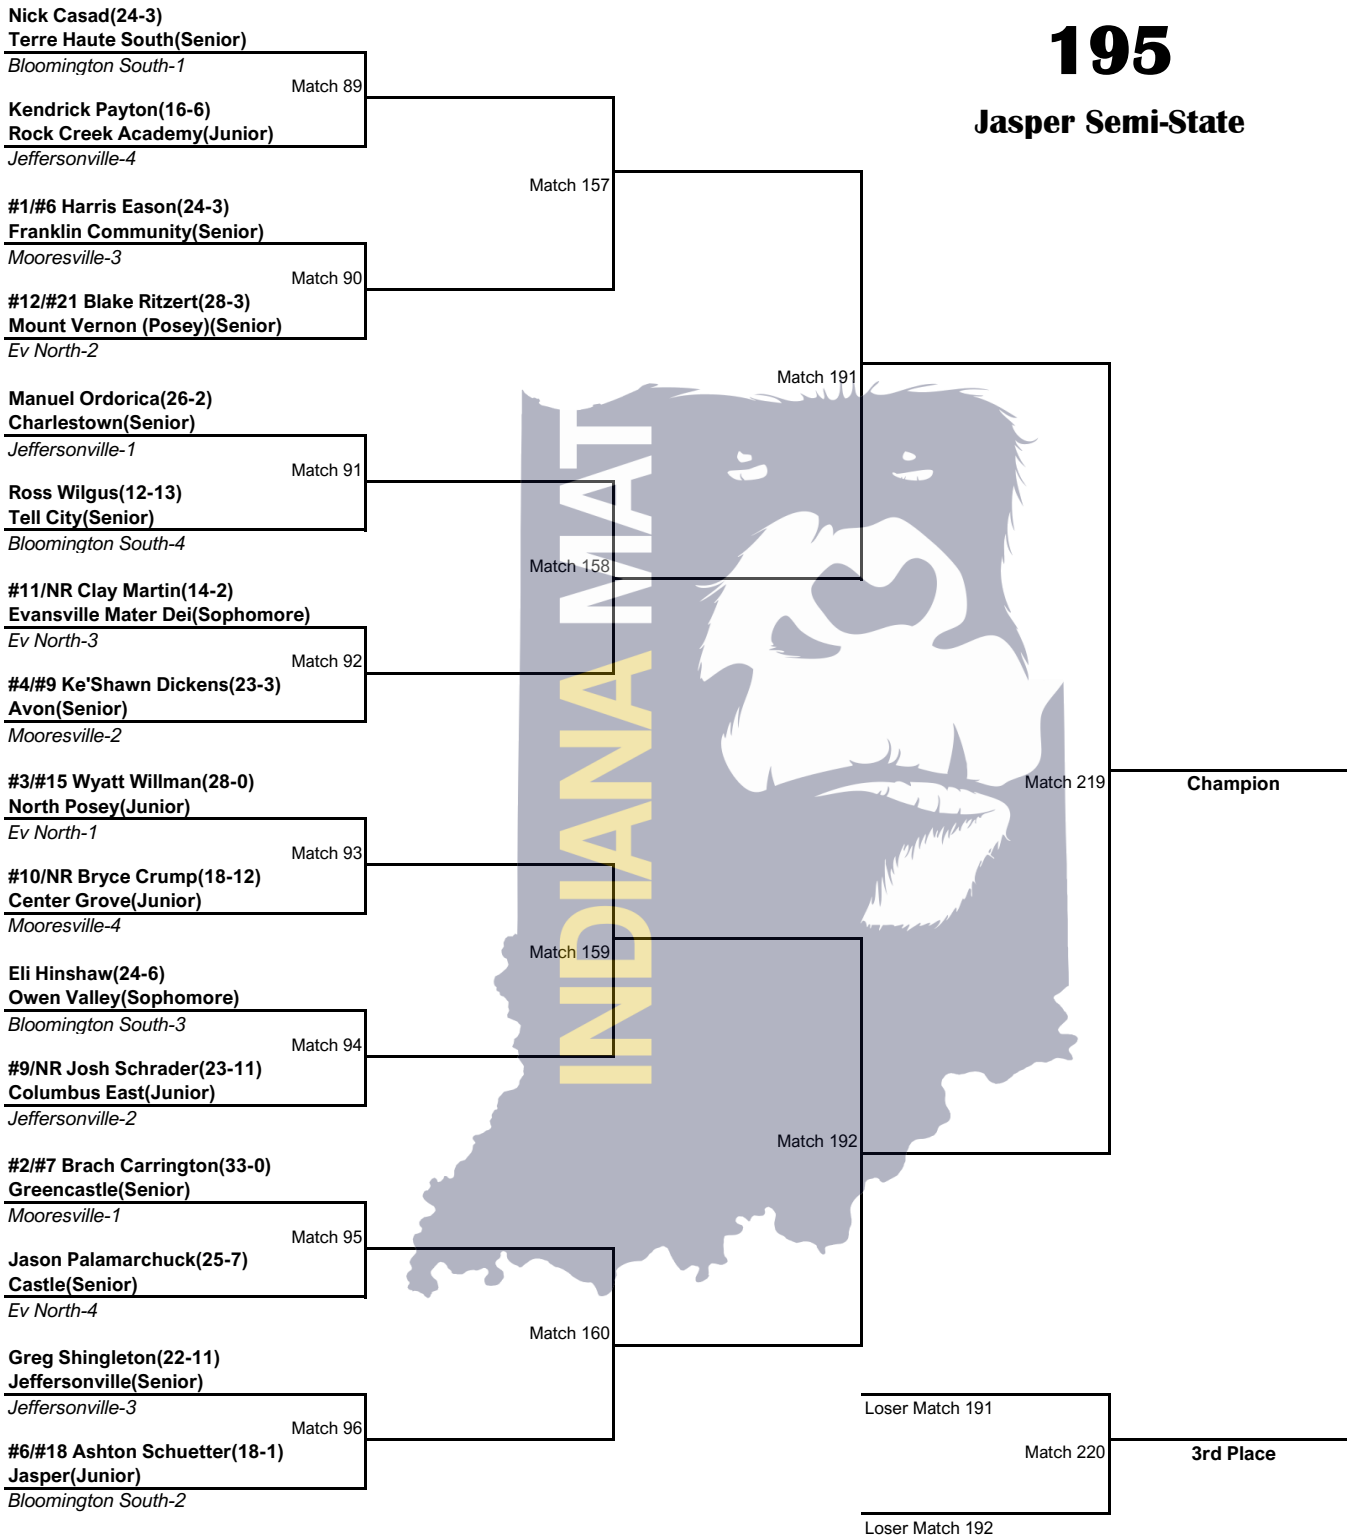 195
Jasper Semi-State
Nick Casad(24-3)
Terre Haute South(Senior)
Bloomington South-1
Match 89
Kendrick Payton(16-6)
Rock Creek Academy(Junior)
Jeffersonville-4
Match 157
#1/#6 Harris Eason(24-3)
Franklin Community(Senior)
Mooresville-3
Match 90
#12/#21 Blake Ritzert(28-3)
Mount Vernon (Posey)(Senior)
Ev North-2
Match 191
Manuel Ordorica(26-2)
Charlestown(Senior)
Jeffersonville-1
Match 91
Ross Wilgus(12-13)
Tell City(Senior)
Bloomington South-4
Match 158
#11/NR Clay Martin(14-2)
Evansville Mater Dei(Sophomore)
Ev North-3
Match 92
#4/#9 Ke'Shawn Dickens(23-3)
Avon(Senior)
Mooresville-2
INDIANA MAT
Match 219
Champion
#3/#15 Wyatt Willman(28-0)
North Posey(Junior)
Ev North-1
Match 93
#10/NR Bryce Crump(18-12)
Center Grove(Junior)
Mooresville-4
Match 159
Eli Hinshaw(24-6)
Owen Valley(Sophomore)
Bloomington South-3
Match 94
#9/NR Josh Schrader(23-11)
Columbus East(Junior)
Jeffersonville-2
Match 192
#2/#7 Brach Carrington(33-0)
Greencastle(Senior)
Mooresville-1
Match 95
Jason Palamarchuck(25-7)
Castle(Senior)
Ev North-4
Match 160
Greg Shingleton(22-11)
Jeffersonville(Senior)
Jeffersonville-3
Match 96
#6/#18 Ashton Schuetter(18-1)
Jasper(Junior)
Bloomington South-2
Loser Match 191
Match 220
3rd Place
Loser Match 192